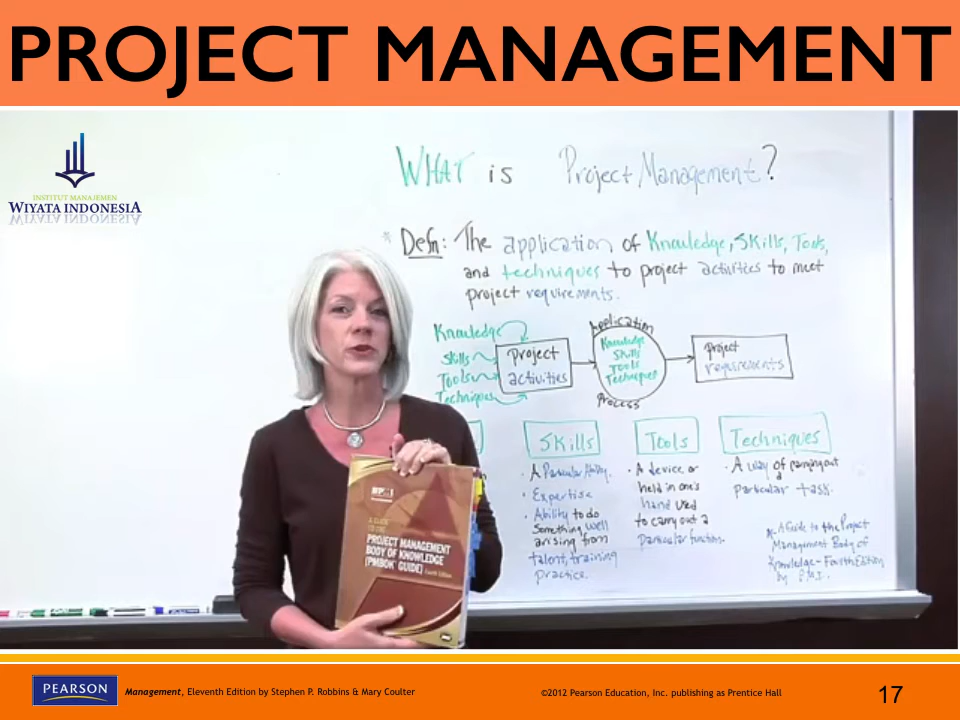 PROJECT MANAGEMENT
INSTITUT MANAJEMEN
WIYATA INDONESIA
WHAT is Project Management?
* Defn: The application of Knowledge, Skills, Tools,
and techniques to project activities to meet
project requirements.
Knowledge
Skills
Tools
Techniques
Project
activities
Application
Knowledge
Skills
Tools
Techniques
Process
Project
requirements
Skills
• A Particular Ability.
• Expertise
• Ability to do
something well
arising from
talent, training
practice.
Tools
• A device or
held in one's
hand used
to carry out a
particular function.
Techniques
• A way of carrying out
a
particular task.
* A Guide to the Project
Management Body of
Knowledge - Fourth Edition
by P.M.I.
A GUIDE
TO THE
PROJECT MANAGEMENT
BODY OF KNOWLEDGE
(PMBOK® GUIDE) Fourth Edition
PEARSON
Management, Eleventh Edition by Stephen P. Robbins & Mary Coulter
©2012 Pearson Education, Inc. publishing as Prentice Hall
17